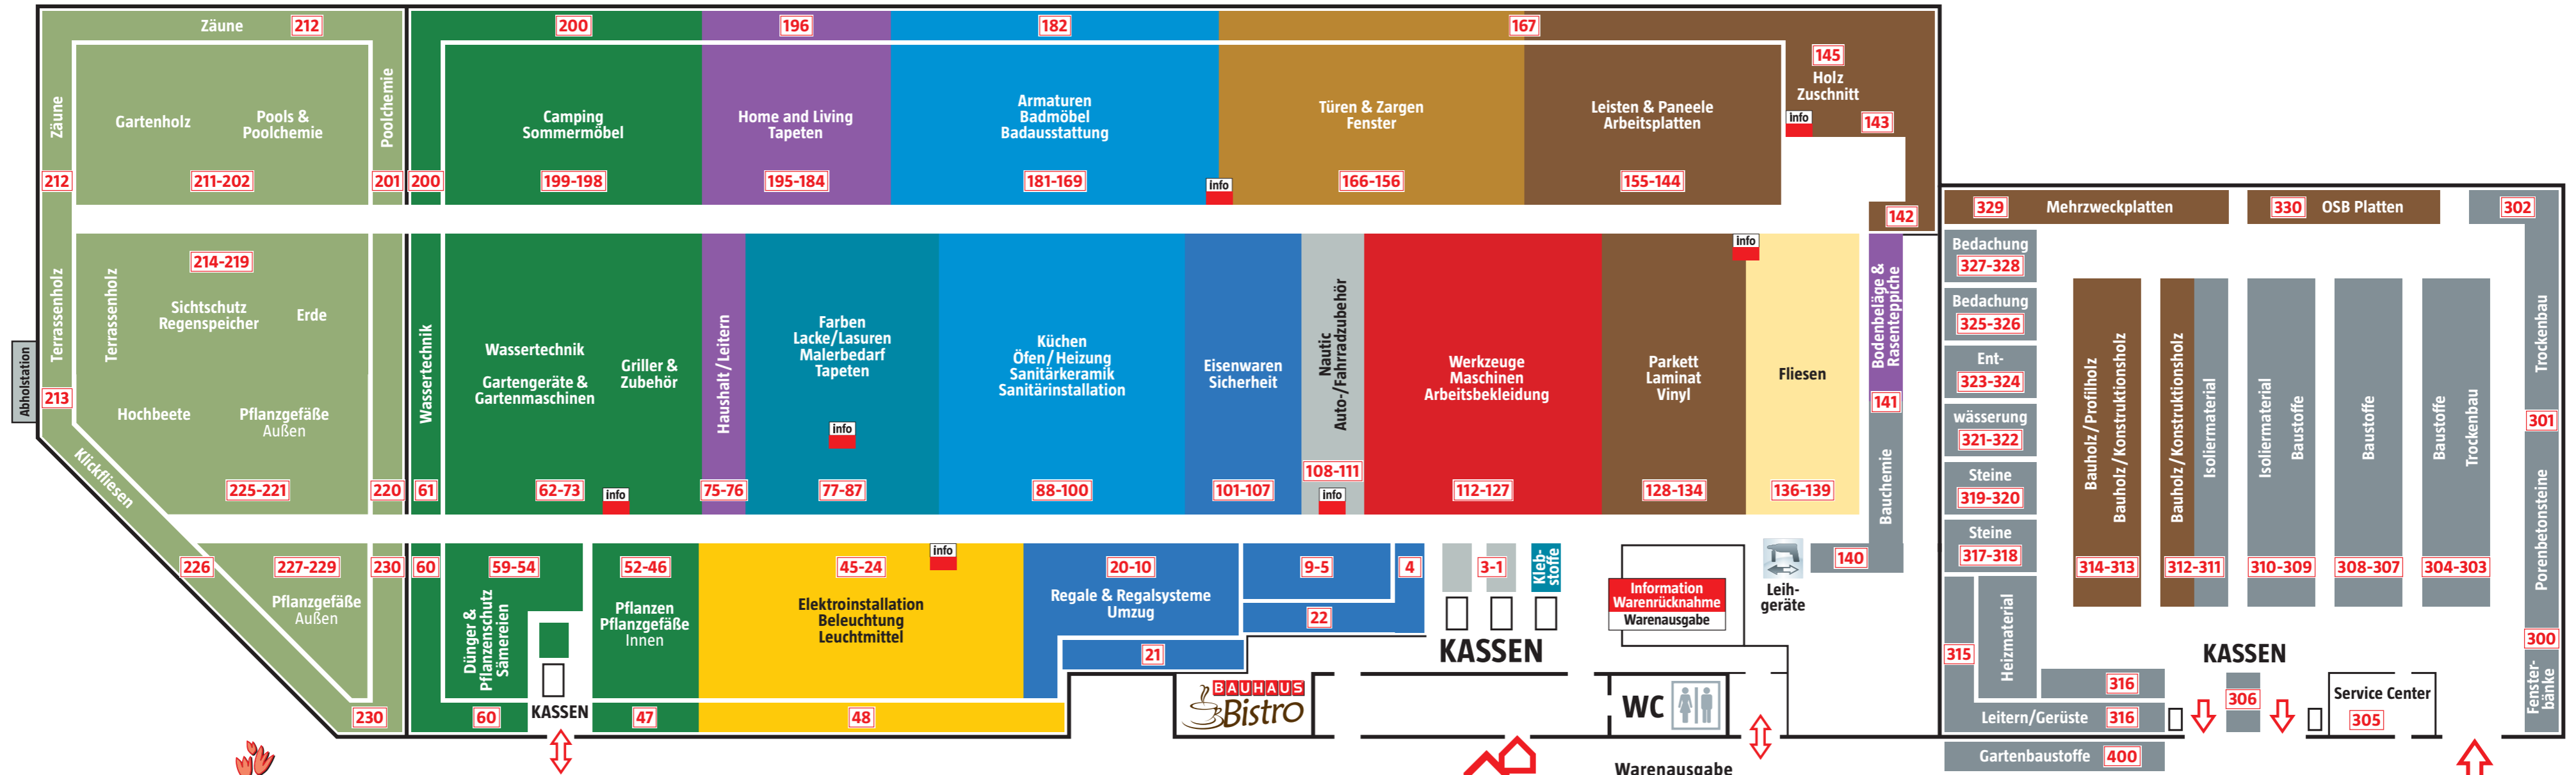 Zäune 212
200
196
182
167
Zäune
Gartenholz
Pools &
Poolchemie
Poolchemie
Camping
Sommermöbel
Home and Living
Tapeten
Armaturen
Badmöbel
Badausstattung
Türen & Zargen
Fenster
Leisten & Paneele
Arbeitsplatten
145
Holz
Zuschnitt
info
143
212
211-202
201
200
199-198
195-184
181-169
info
166-156
155-144
142
329 Mehrzweckplatten
330 OSB Platten
302
Abholstation
Terrassenholz
213
Terrassenholz
214-219
Sichtschutz
Regenspeicher
Erde
Hochbeete
Pflanzgefäße
Außen
225-221
220
Klickfliesen
Wassertechnik
61
Wassertechnik
Gartengeräte &
Gartenmaschinen
Griller &
Zubehör
62-73
info
Haushalt/Leitern
75-76
Farben
Lacke/Lasuren
Malerbedarf
Tapeten
info
77-87
Küchen
Öfen/Heizung
Sanitärkeramik
Sanitärinstallation
88-100
Eisenwaren
Sicherheit
101-107
Nautic
Auto-/Fahrradzubehör
108-111
info
Werkzeuge
Maschinen
Arbeitsbekleidung
112-127
info
Parkett
Laminat
Vinyl
128-134
Fliesen
136-139
Bodenbeläge &
Rasenteppiche
141
Bauchemie
140
Bedachung
327-328
Bedachung
325-326
Ent-
323-324
wässerung
321-322
Steine
319-320
Steine
317-318
Bauholz/Profilholz
Bauholz/Konstruktionsholz
314-313
Bauholz/Konstruktionsholz
Isoliermaterial
312-311
Isoliermaterial
Baustoffe
310-309
Baustoffe
308-307
Baustoffe
Trockenbau
304-303
Trockenbau
301
Porenbetonsteine
300
Fenster-
bänke
226
227-229
Pflanzgefäße
Außen
230
230
60
59-54
Dünger &
Pflanzenschutz
Sämereien
60
KASSEN
52-46
Pflanzen
Pflanzgefäße
Innen
47
45-24
info
Elektroinstallation
Beleuchtung
Leuchtmittel
48
20-10
Regale & Regalsysteme
Umzug
21
9-5
4
22
3-1
Kleb-
stoffe
KASSEN
BAUHAUS
Bistro
Information
Warenrücknahme
Warenausgabe
Leih-
geräte
WC
Warenausgabe
315
Heizmaterial
316
Leitern/Gerüste 316
KASSEN
306
Service Center
305
Gartenbaustoffe 400